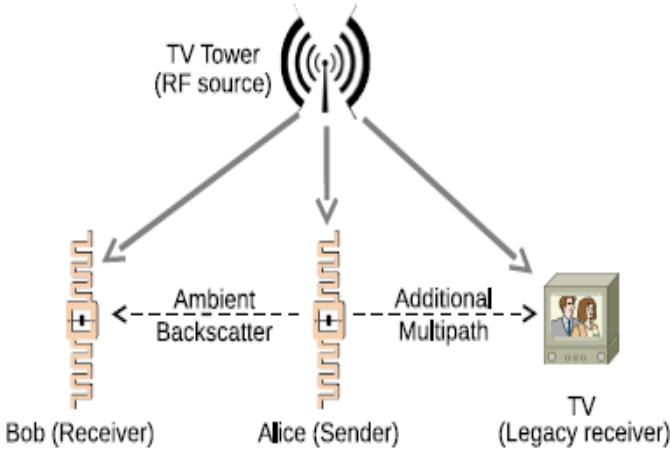 TV Tower
(RF source)
Ambient
Backscatter
Additional
Multipath
Bob (Receiver)
Alice (Sender)
TV
(Legacy receiver)